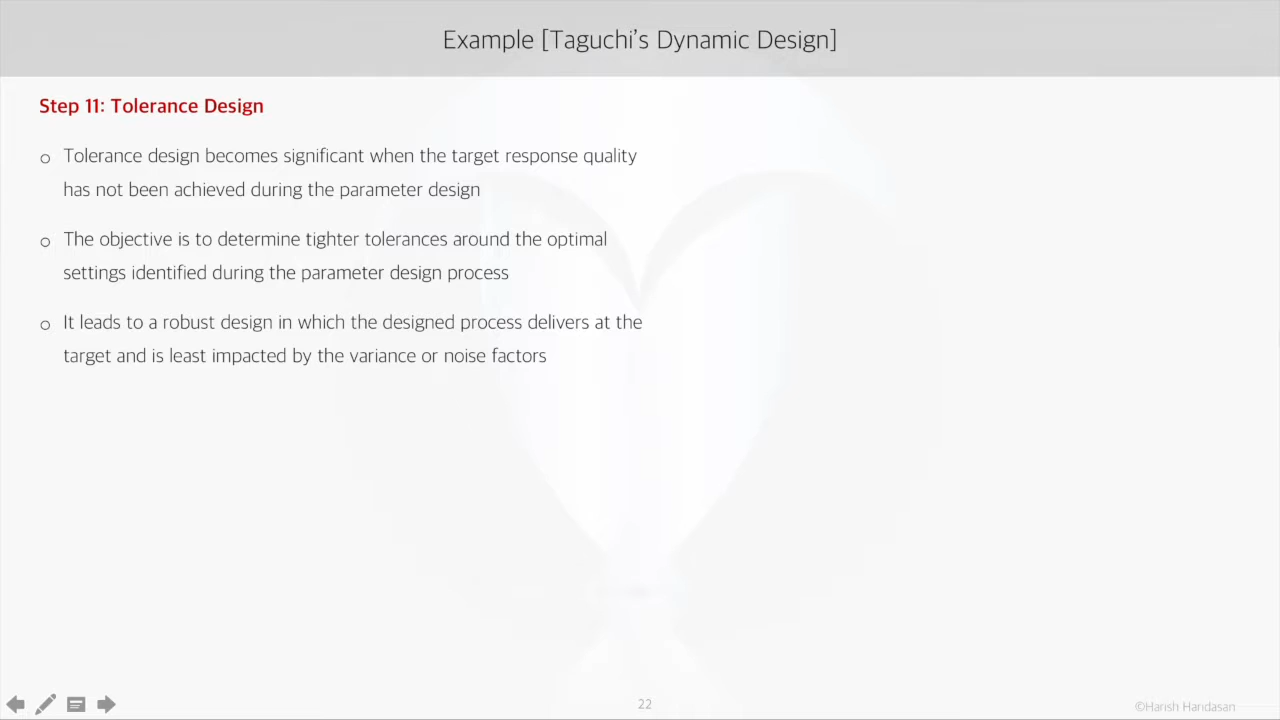 Example [Taguchi's Dynamic Design]
Step 11: Tolerance Design
o Tolerance design becomes significant when the target response quality
has not been achieved during the parameter design
o The objective is to determine tighter tolerances around the optimal
settings identified during the parameter design process
o It leads to a robust design in which the designed process delivers at the
target and is least impacted by the variance or noise factors
22
©Harish Handasan